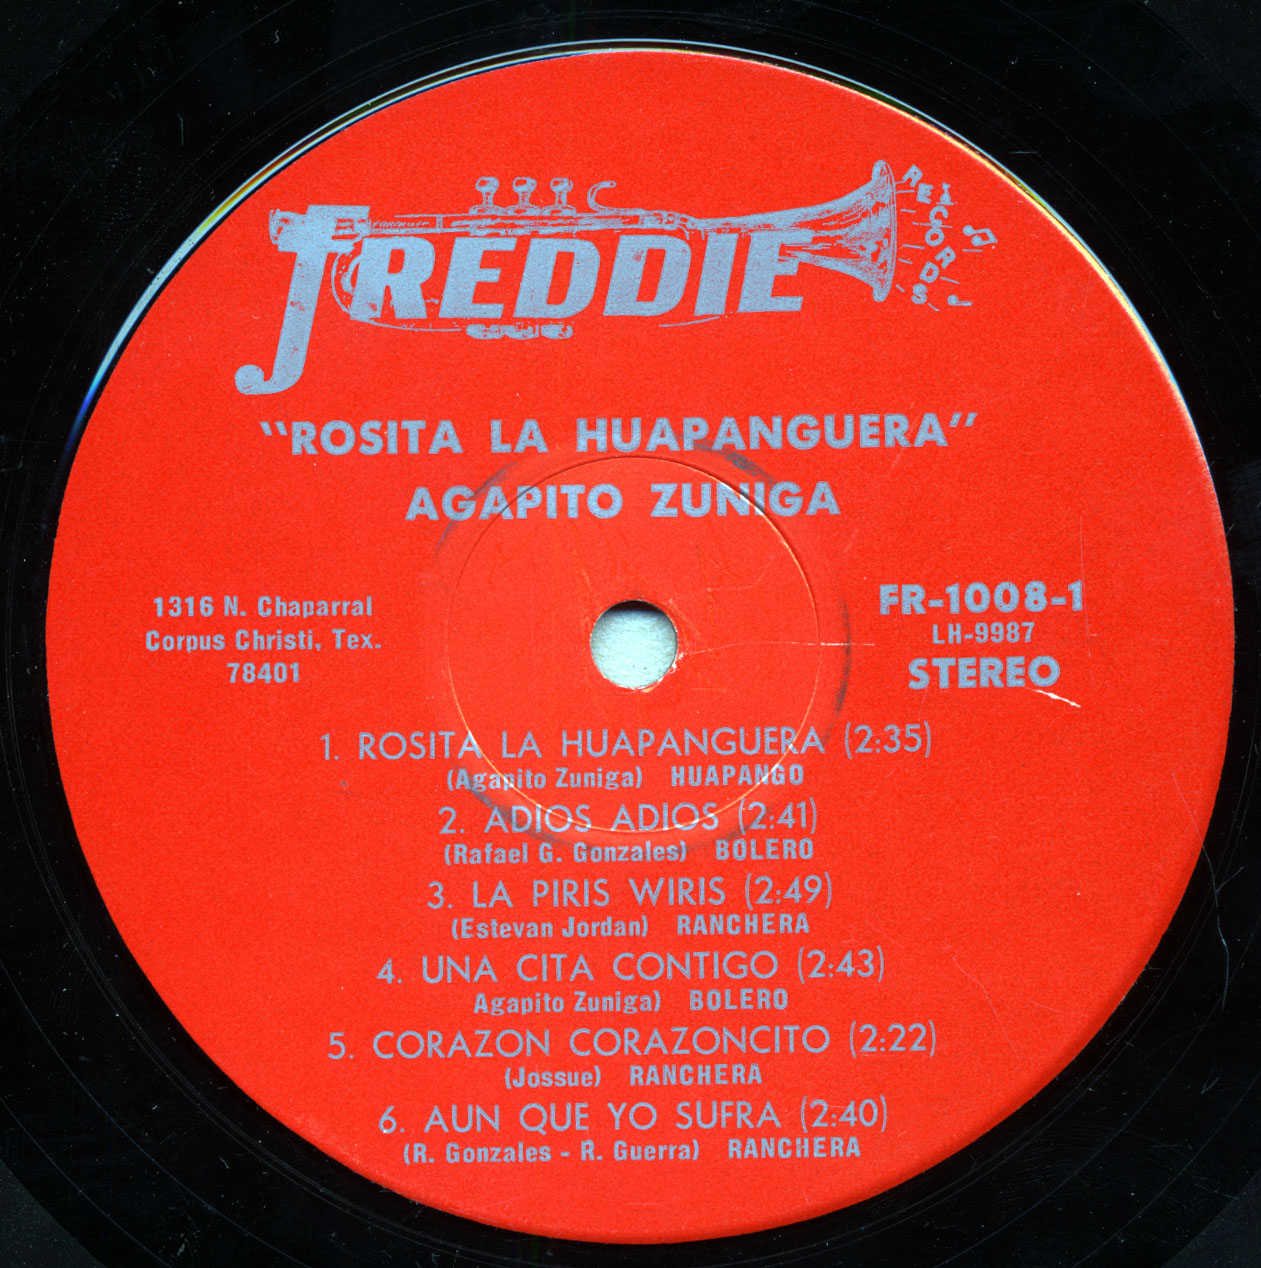 FREDDIE
RECORDS
"ROSITA LA HUAPANGUERA"
AGAPITO ZUNIGA
1316 N. Chaparral
Corpus Christi, Tex.
78401
FR-1008-1
LH-9987
STEREO
1. ROSITA LA HUAPANGUERA (2:35)
(Agapito Zuniga) HUAPANGO
2. ADIOS ADIOS (2:41)
(Rafael G. Gonzales) BOLERO
3. LA PIRIS WIRIS (2:49)
(Estevan Jordan) RANCHERA
4. UNA CITA CONTIGO (2:43)
Agapito Zuniga) BOLERO
5. CORAZON CORAZONCITO (2:22)
(Jossue) RANCHERA
6. AUN QUE YO SUFRA (2:40)
(R. Gonzales - R. Guerra) RANCHERA